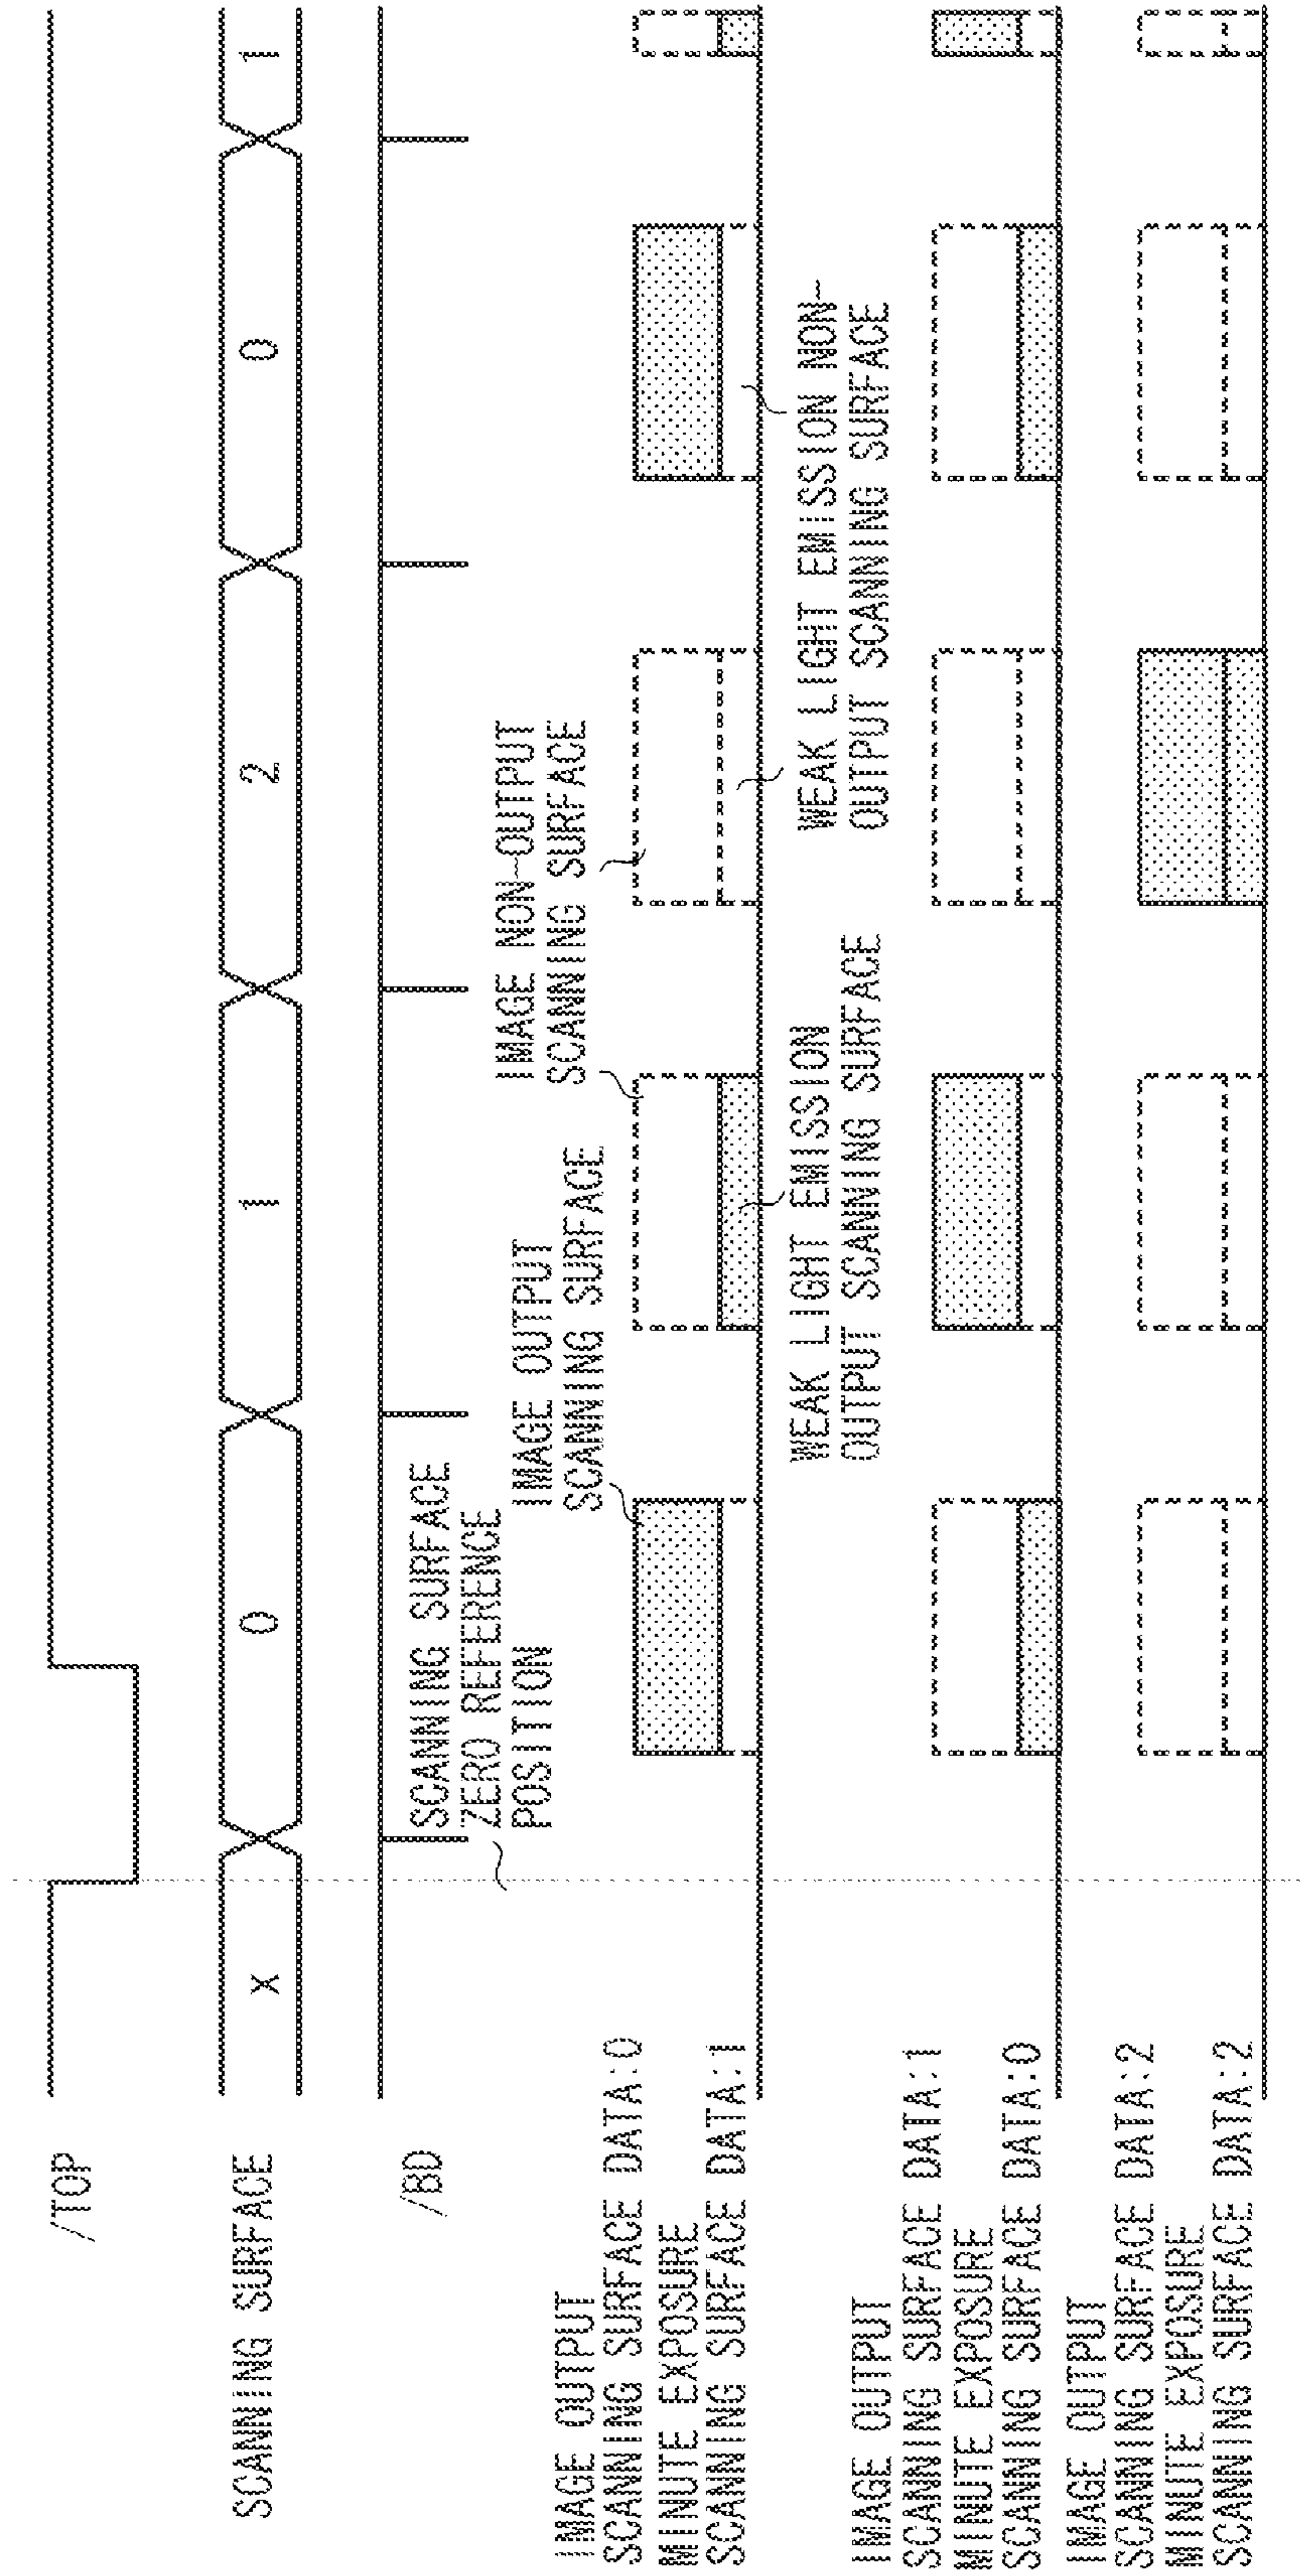 /TOP
SCANNING SURFACE
X
0
1
2
0
1
/BD
SCANNING SURFACE
ZERO REFERENCE
POSITION
IMAGE OUTPUT
SCANNING SURFACE
IMAGE NON-OUTPUT
SCANNING SURFACE
IMAGE OUTPUT
SCANNING SURFACE DATA:0
MINUTE EXPOSURE
SCANNING SURFACE DATA:1
WEAK LIGHT EMISSION
OUTPUT SCANNING SURFACE
WEAK LIGHT EMISSION NON-
OUTPUT SCANNING SURFACE
IMAGE OUTPUT
SCANNING SURFACE DATA:1
MINUTE EXPOSURE
SCANNING SURFACE DATA:0
IMAGE OUTPUT
SCANNING SURFACE DATA:2
MINUTE EXPOSURE
SCANNING SURFACE DATA:2